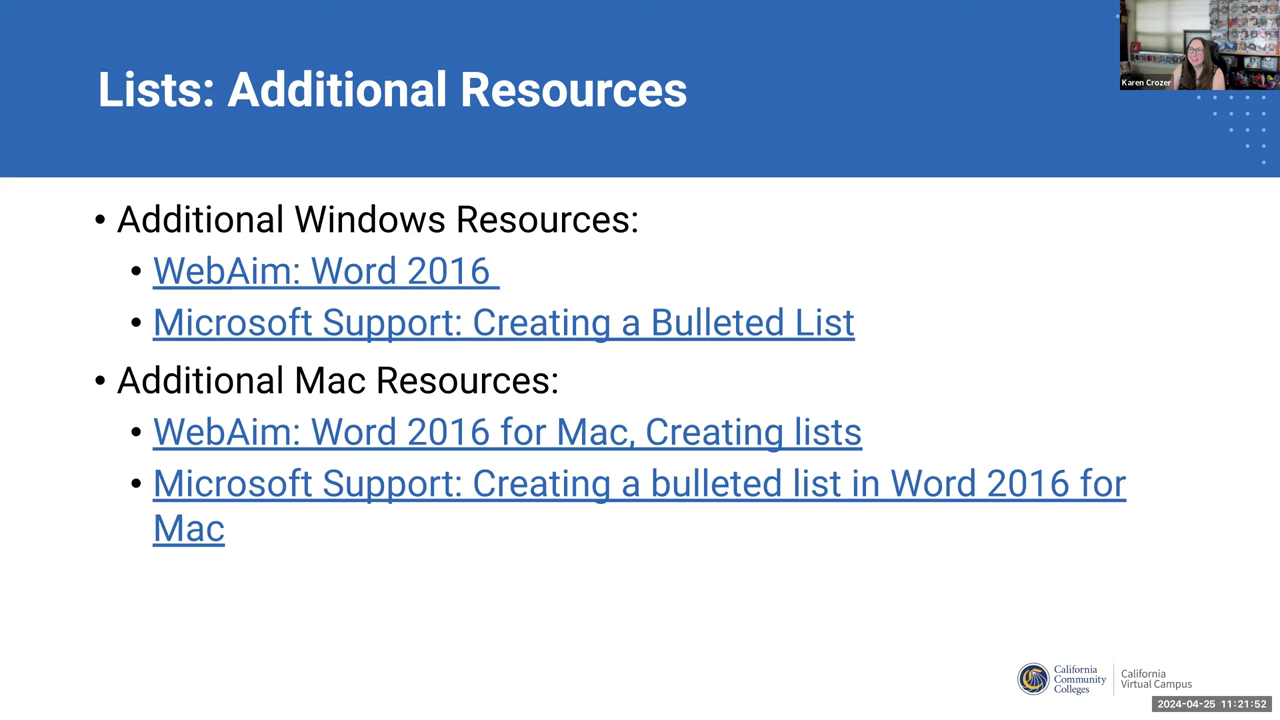 Karen Crozer
Lists: Additional Resources
• Additional Windows Resources:
• WebAim: Word 2016
• Microsoft Support: Creating a Bulleted List
• Additional Mac Resources:
• WebAim: Word 2016 for Mac, Creating lists
• Microsoft Support: Creating a bulleted list in Word 2016 for
Mac
California
Community
Colleges
California
Virtual Campus
2024-04-25 11:21:52